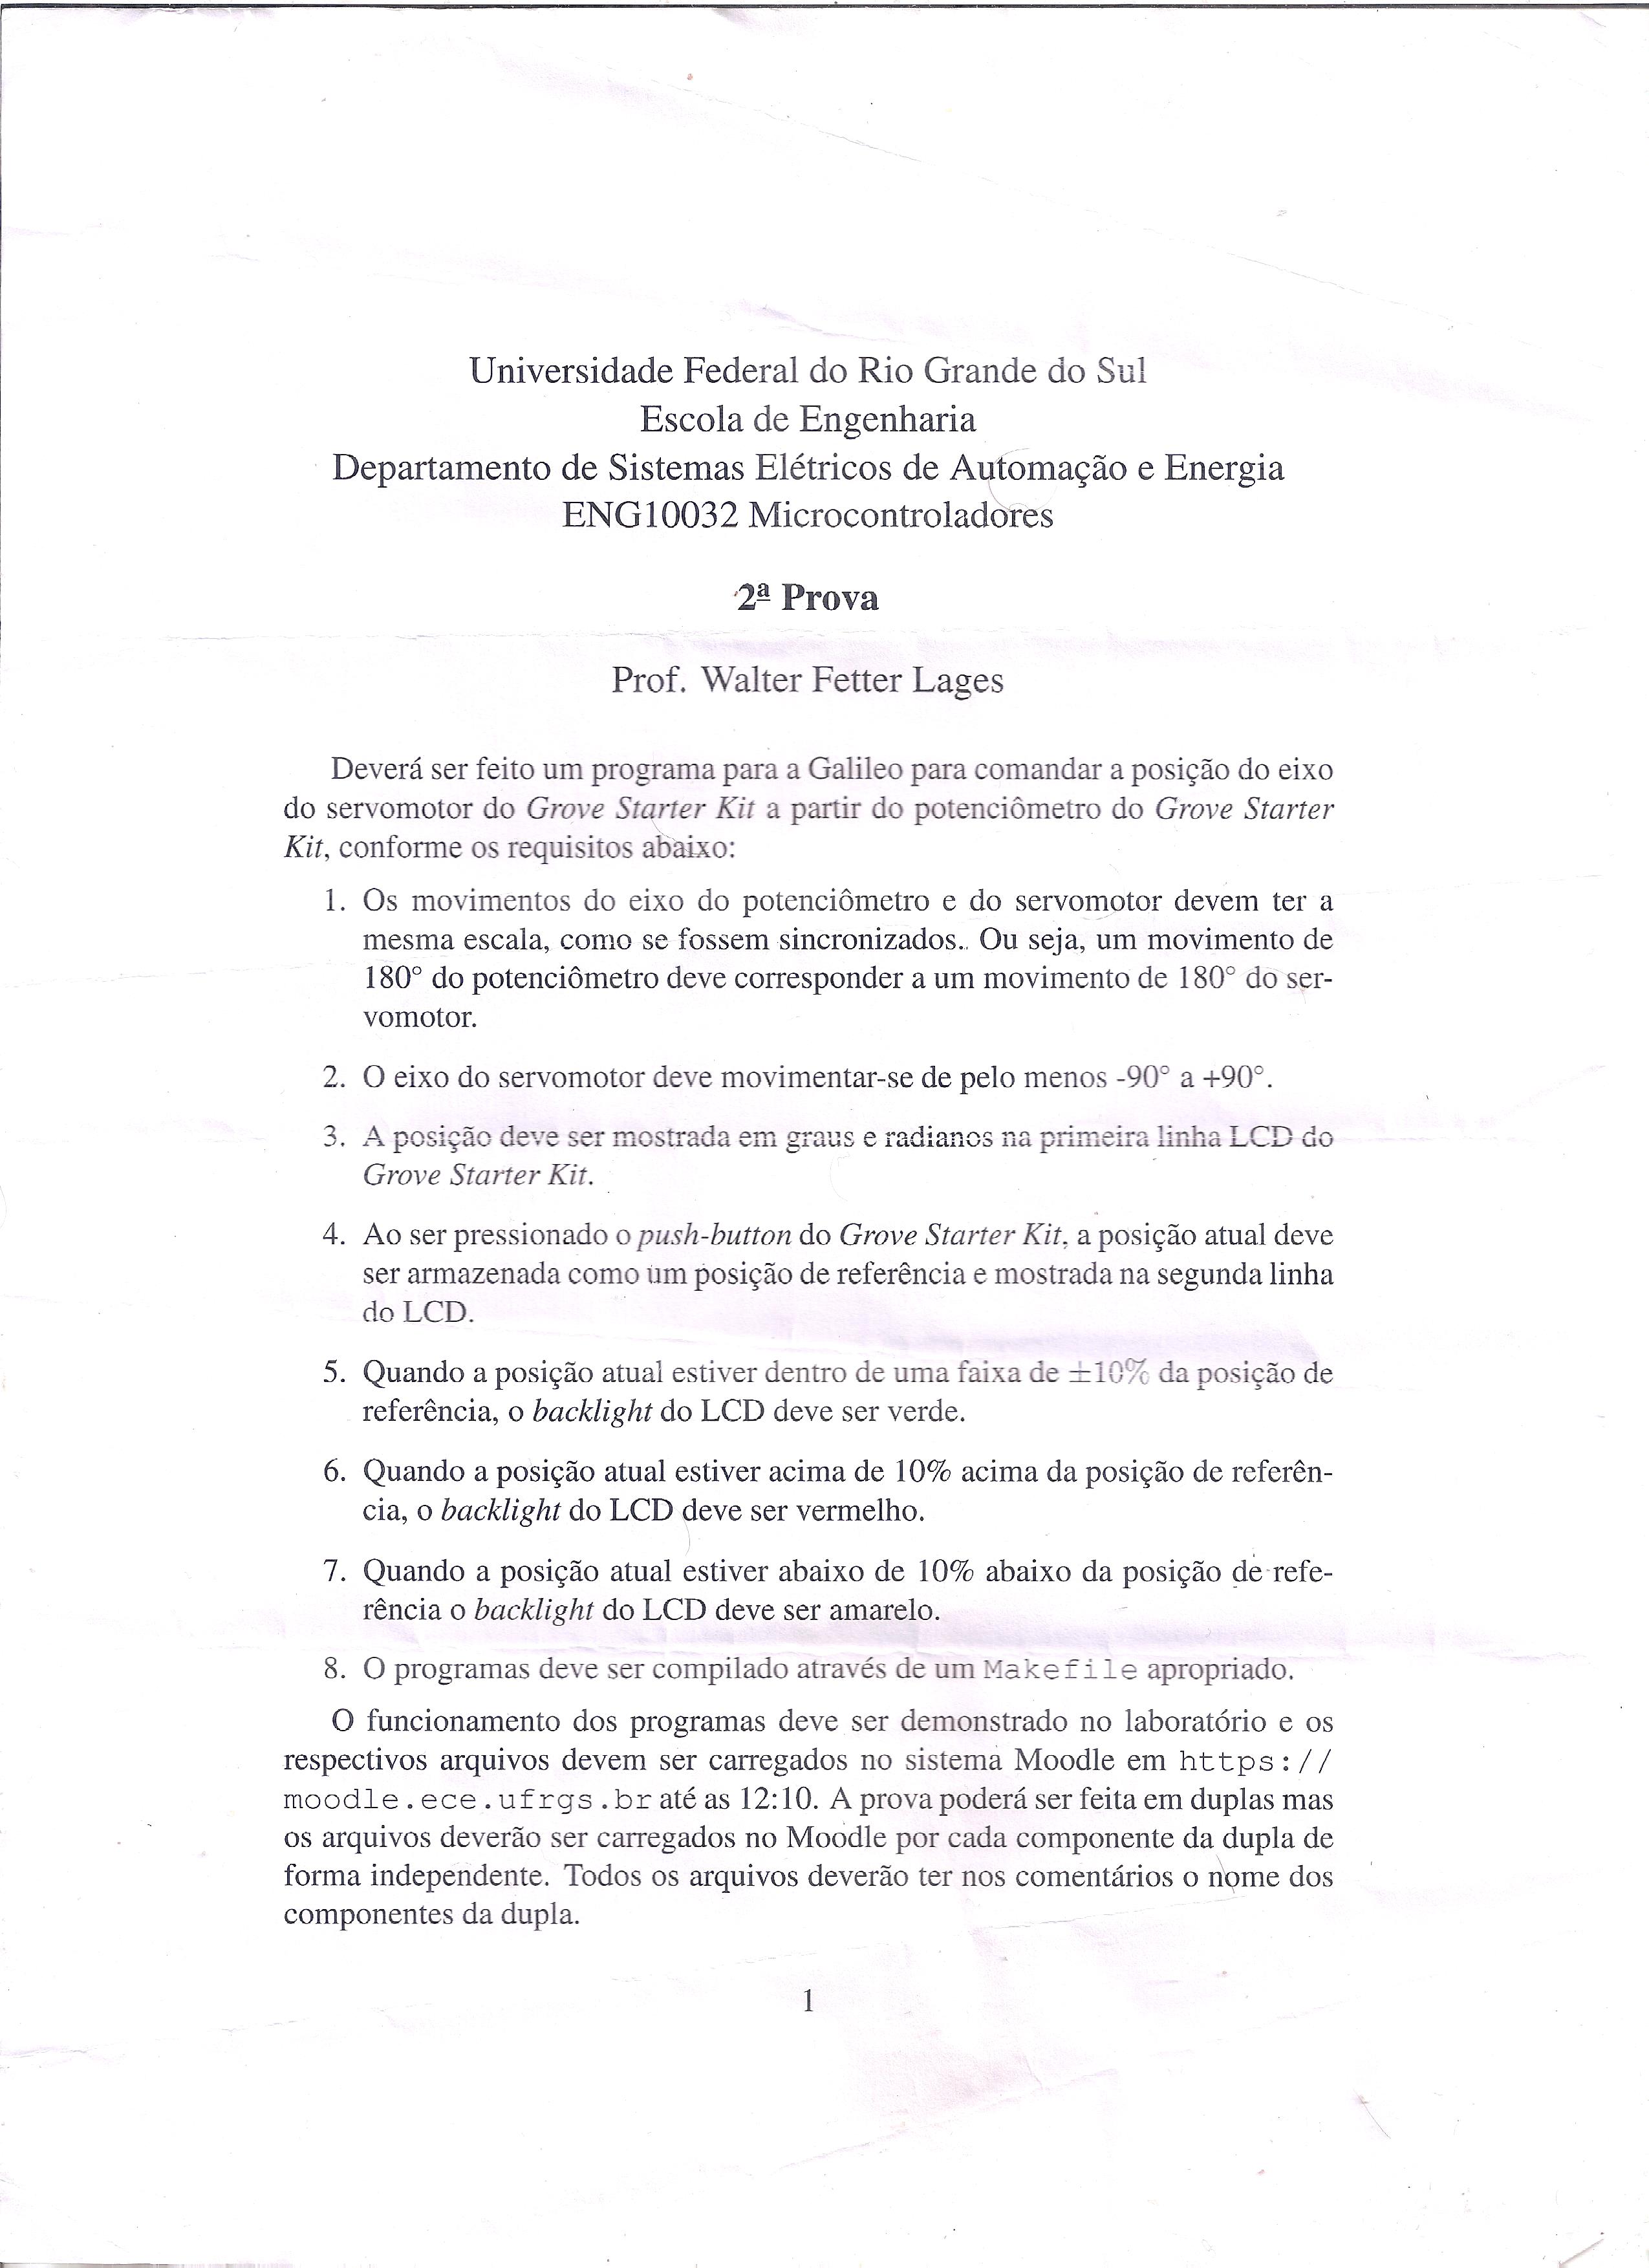 Universidade Federal do Rio Grande do Sul
Escola de Engenharia
Departamento de Sistemas Elétricos de Automação e Energia
ENG10032 Microcontroladores
2ª Prova
Prof. Walter Fetter Lages
Deverá ser feito um programa para a Galileo para comandar a posição do eixo
do servomotor do Grove Starter Kit a partir do potenciômetro do Grove Starter
Kit, conforme os requisitos abaixo:
1. Os movimentos do eixo do potenciômetro e do servomotor devem ter a
mesma escala, como se fossem sincronizados.. Ou seja, um movimento de
180° do potenciômetro deve corresponder a um movimento de 180° do ser-
vomotor.
2. O eixo do servomotor deve movimentar-se de pelo menos -90° a +90°.
3. A posição deve ser mostrada em graus e radianos na primeira linha LCD do
Grove Starter Kit.
4. Ao ser pressionado o push-button do Grove Starter Kit, a posição atual deve
ser armazenada como um posição de referência e mostrada na segunda linha
do LCD.
5. Quando a posição atual estiver dentro de uma faixa de ±10% da posição de
referência, o backlight do LCD deve ser verde.
6. Quando a posição atual estiver acima de 10% acima da posição de referên-
cia, o backlight do LCD deve ser vermelho.
7. Quando a posição atual estiver abaixo de 10% abaixo da posição de refe-
rência o backlight do LCD deve ser amarelo.
8. O programas deve ser compilado através de um Makefile apropriado.
O funcionamento dos programas deve ser demonstrado no laboratório e os
respectivos arquivos devem ser carregados no sistema Moodle em https://
moodle.ece.ufrgs.br até as 12:10. A prova poderá ser feita em duplas mas
os arquivos deverão ser carregados no Moodle por cada componente da dupla de
forma independente. Todos os arquivos deverão ter nos comentários o nome dos
componentes da dupla.
1